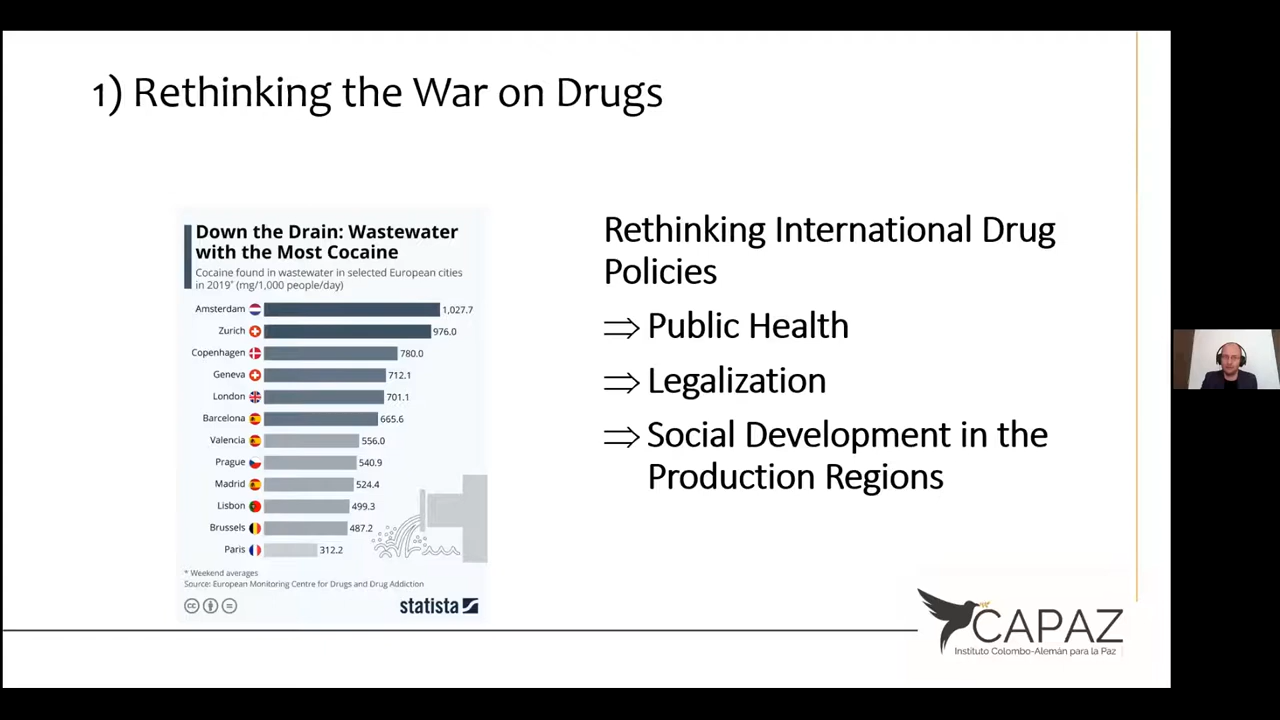 1) Rethinking the War on Drugs
Down the Drain: Wastewater
with the Most Cocaine
Cocaine found in wastewater in selected European cities
in 2019* (mg/1,000 people/day)
Amsterdam 1,027.7
Zurich 976.0
Copenhagen 780.0
Geneva 712.1
London 701.1
Barcelona 665.6
Valencia 556.0
Prague 540.9
Madrid 524.4
Lisbon 499.3
Brussels 487.2
Paris 312.2
* Weekend averages
Source: European Monitoring Centre for Drugs and Drug Addiction
cc
statista
Rethinking International Drug
Policies
⇒ Public Health
⇒ Legalization
⇒ Social Development in the
Production Regions
CAPAZ
Instituto Colombo-Alemán para la Paz